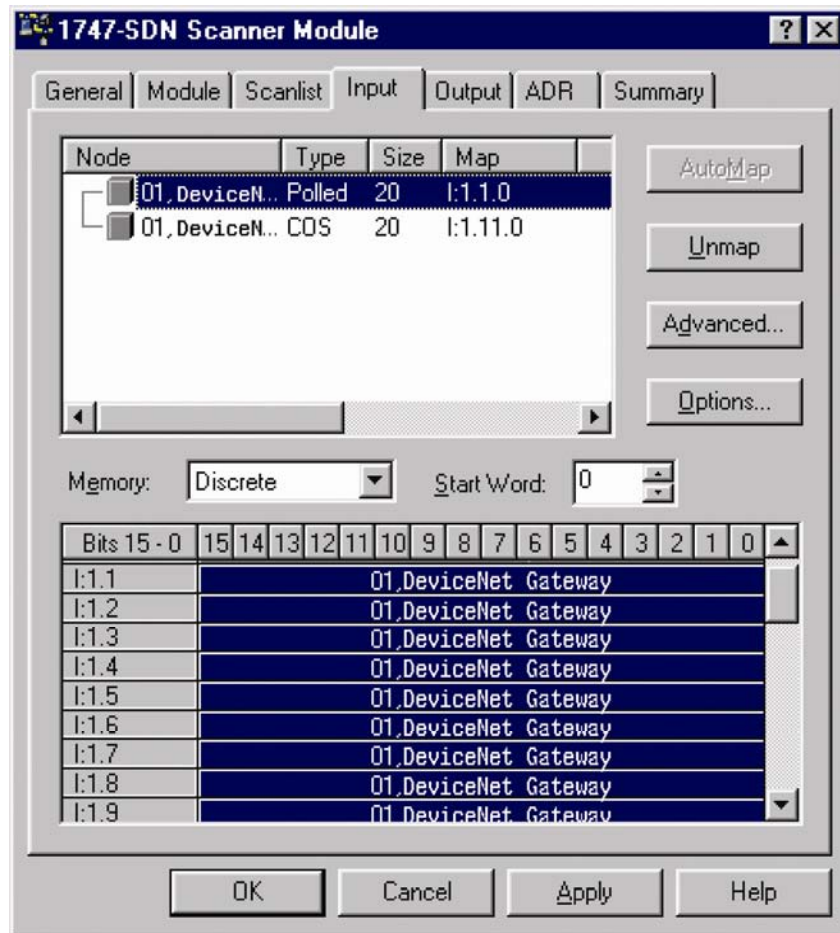 1747-SDN Scanner Module
General Module Scanlist Input Output ADR Summary
Node Type Size Map
01,DeviceN... Polled 20 I:1.1.0
01,DeviceN... COS 20 I:1.11.0
AutoMap
Unmap
Advanced...
Options...
Memory: Discrete Start Word: 0
Bits 15 - 0 15 14 13 12 11 10 9 8 7 6 5 4 3 2 1 0
I:1.1 01,DeviceNet Gateway
I:1.2 01,DeviceNet Gateway
I:1.3 01,DeviceNet Gateway
I:1.4 01,DeviceNet Gateway
I:1.5 01,DeviceNet Gateway
I:1.6 01,DeviceNet Gateway
I:1.7 01,DeviceNet Gateway
I:1.8 01,DeviceNet Gateway
I:1.9 01,DeviceNet Gateway
OK Cancel Apply Help